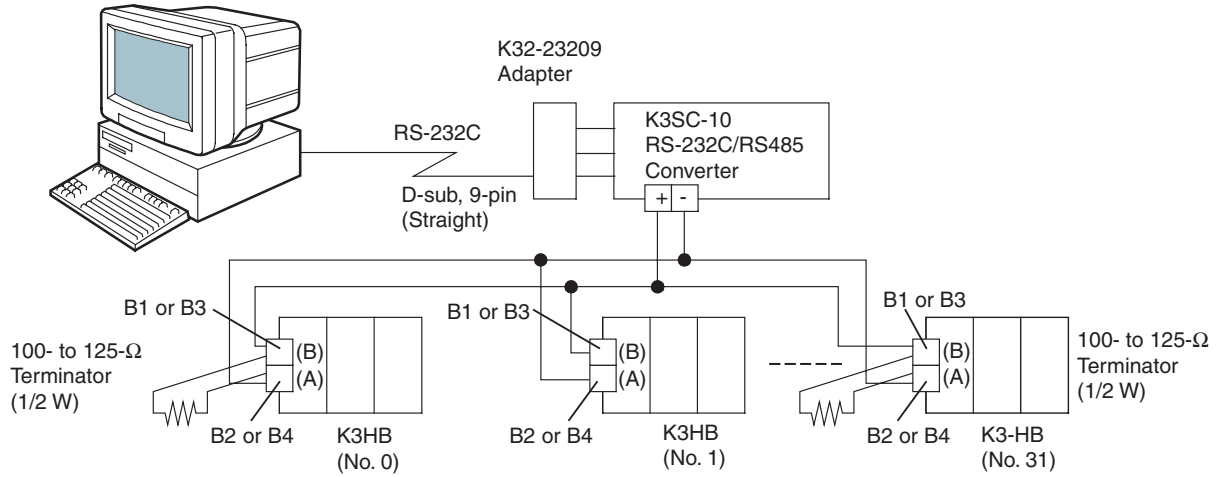 K32-23209
Adapter
K3SC-10
RS-232C/RS485
Converter
+ -
RS-232C
D-sub, 9-pin
(Straight)
B1 or B3
(B)
(A)
100- to 125-Ω
Terminator
(1/2 W)
B2 or B4
K3HB
(No. 0)
B1 or B3
(B)
(A)
B2 or B4
K3HB
(No. 1)
B1 or B3
(B)
(A)
100- to 125-Ω
Terminator
(1/2 W)
B2 or B4
K3-HB
(No. 31)